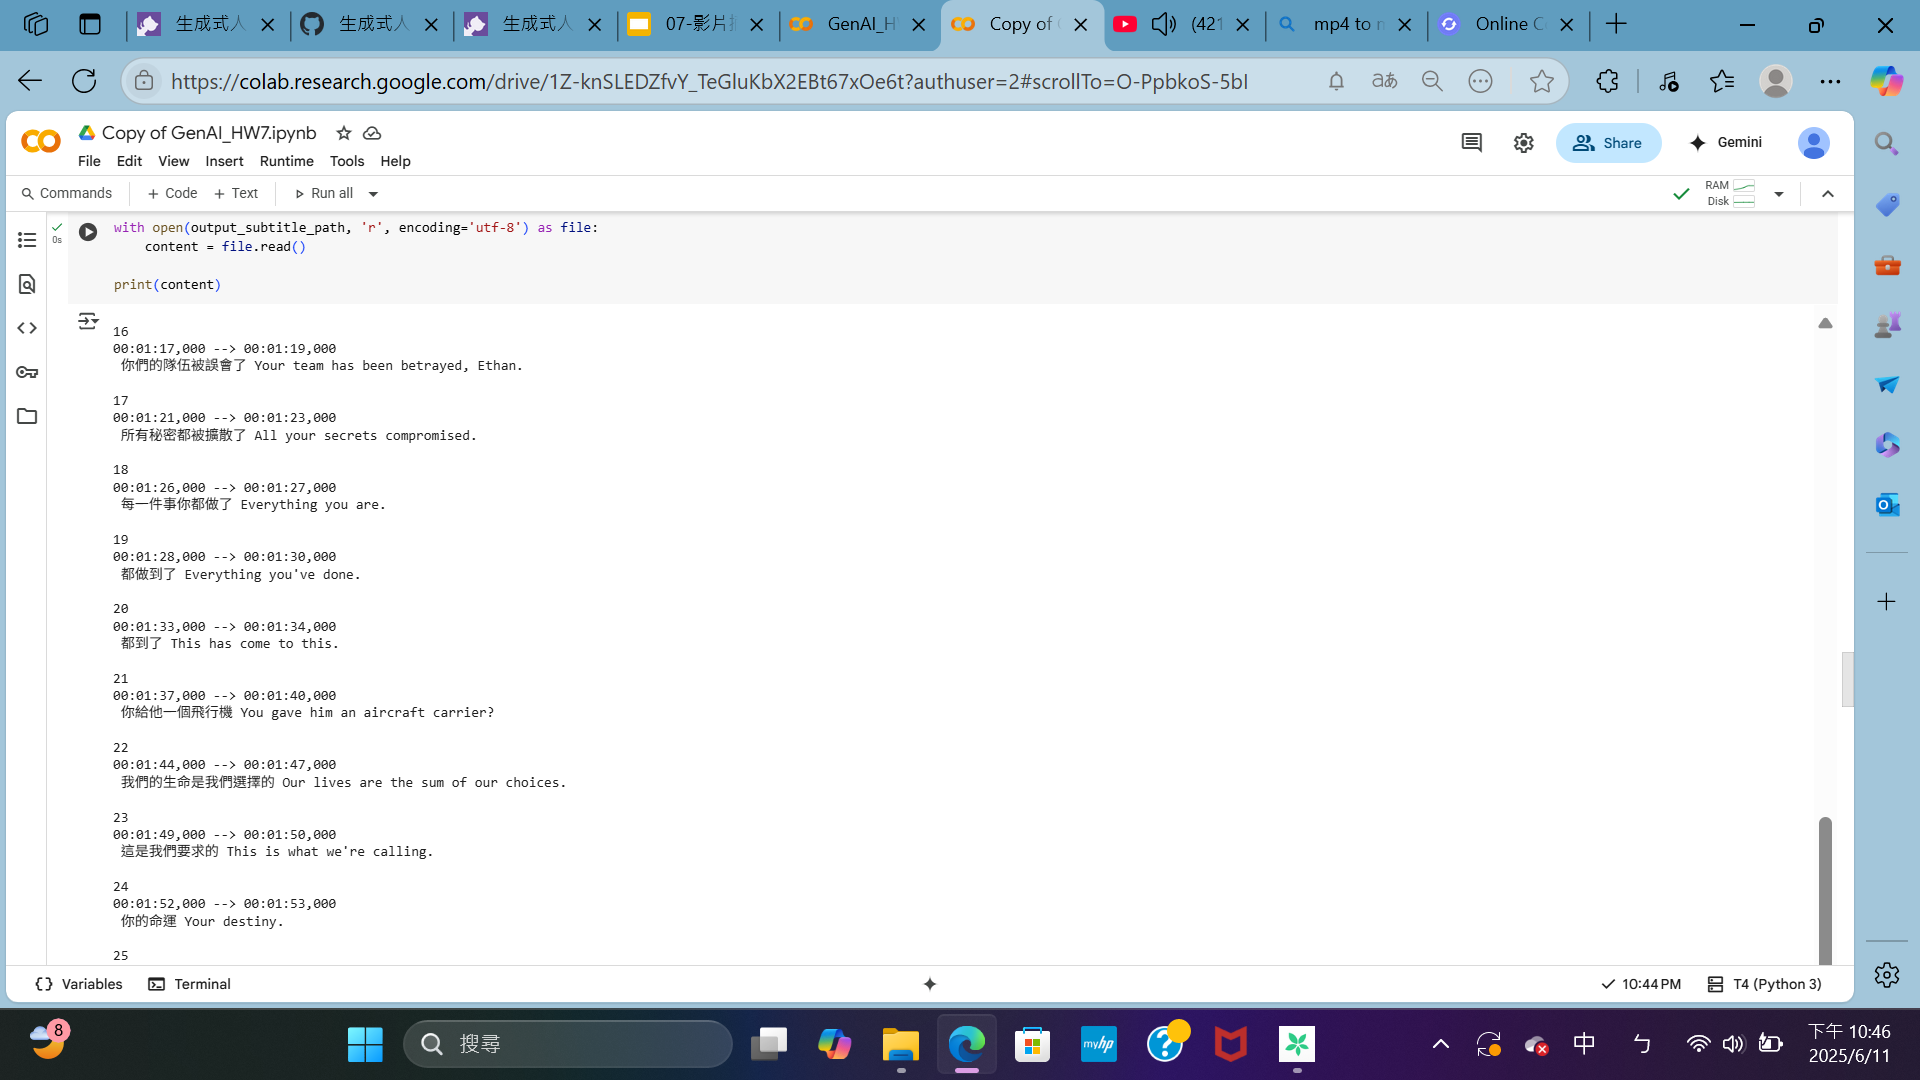 生成式人
生成式人
生成式人
07-影片
GenAI_H
Copy of
(421
mp4 to
Online C
https://colab.research.google.com/drive/1Z-knSLEDZfvY_TeGluKbX2EBt67xOe6t?authuser=2#scrollTo=O-PpbkoS-5bI
Copy of GenAI_HW7.ipynb
Share
Gemini
File Edit View Insert Runtime Tools Help
Commands + Code + Text Run all
RAM
Disk
0s
with open(output_subtitle_path, 'r', encoding='utf-8') as file:
content = file.read()
print(content)
16
00:01:17,000 --> 00:01:19,000
你們的隊伍被誤會了 Your team has been betrayed, Ethan.
17
00:01:21,000 --> 00:01:23,000
所有秘密都被擴散了 All your secrets compromised.
18
00:01:26,000 --> 00:01:27,000
每一件事你都做了 Everything you are.
19
00:01:28,000 --> 00:01:30,000
都做到了 Everything you've done.
20
00:01:33,000 --> 00:01:34,000
都到了 This has come to this.
21
00:01:37,000 --> 00:01:40,000
你給他一個飛行機 You gave him an aircraft carrier?
22
00:01:44,000 --> 00:01:47,000
我們的生命是我們選擇的 Our lives are the sum of our choices.
23
00:01:49,000 --> 00:01:50,000
這是我們要求的 This is what we're calling.
24
00:01:52,000 --> 00:01:53,000
你的命運 Your destiny.
25
Variables Terminal
10:44 PM
T4 (Python 3)
8
搜尋
myhp
中
ㄅ
下午 10:46
2025/6/11